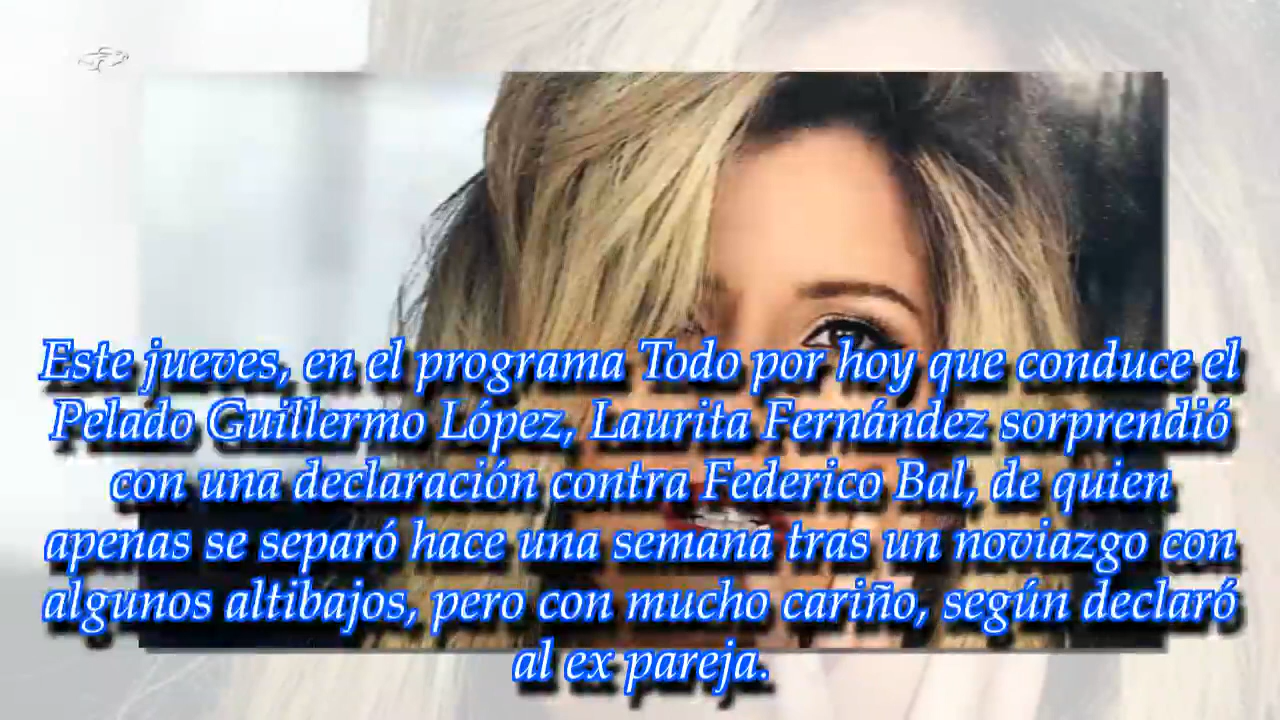 Este jueves, en el programa Todo por hoy que conduce el
Pelado Guillermo López, Laurita Fernández sorprendió
con una declaración contra Federico Bal, de quien
apenas se separó hace una semana tras un noviazgo con
algunos altibajos, pero con mucho cariño, según declaró
al ex pareja.